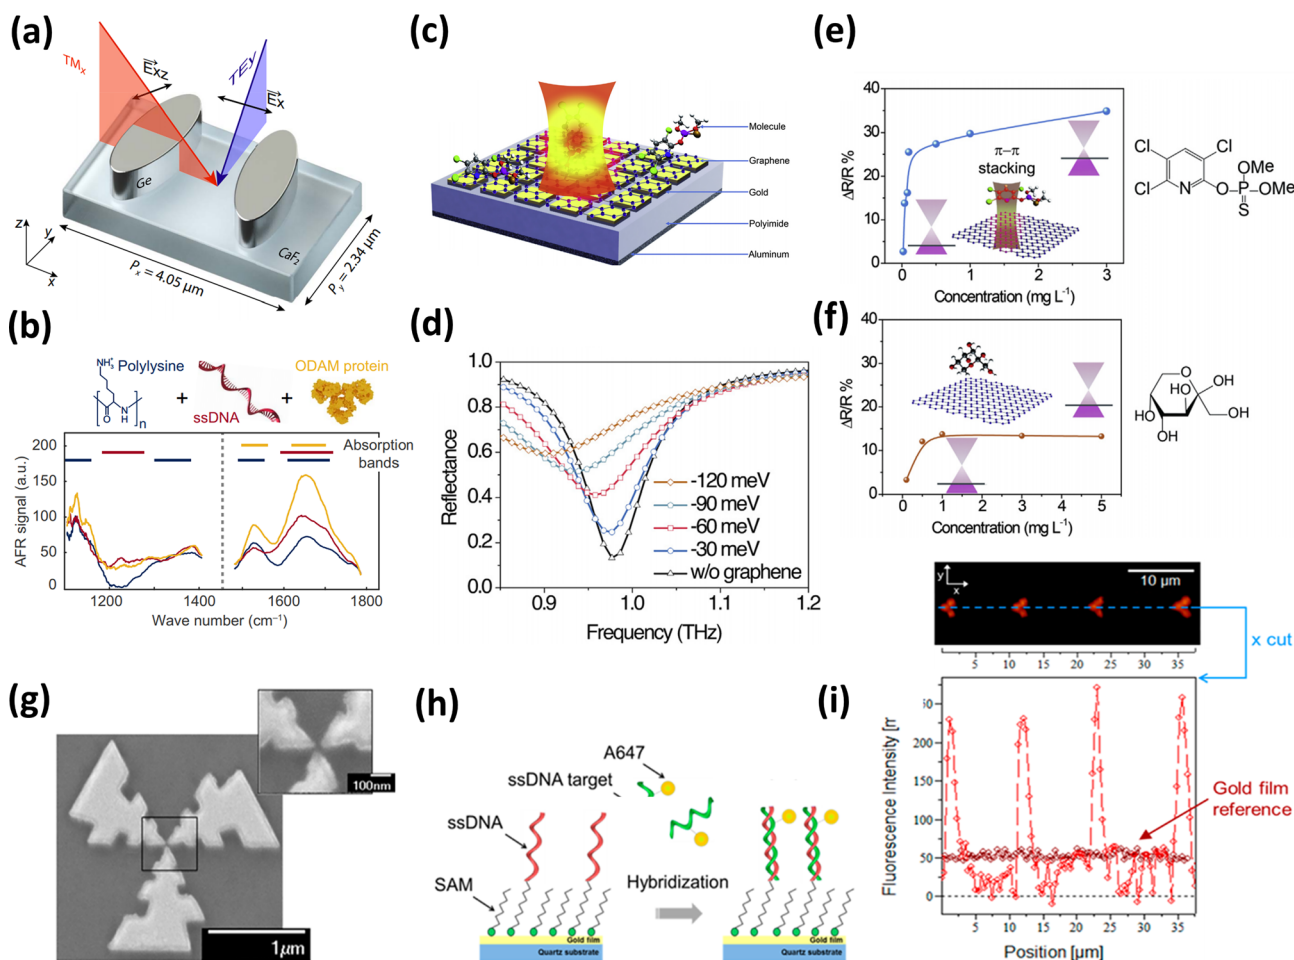 (a)
TMx
E⃗xz
TEy
E⃗x
Ge
CaF2
z
y
x
Px = 4.05 µm
Py = 2.34 µm
(b)
NH3+
Polylysine
O
N
H
n
+
ssDNA
+
ODAM protein
Absorption
bands
AFR signal (a.u.)
200
150
100
50
0
1200
1400
1600
1800
Wave number (cm−1)
(c)
Molecule
Graphene
Gold
Polyimide
Aluminum
(d)
Reflectance
1.0
0.8
0.6
0.4
0.2
0.0
-120 meV
-90 meV
-60 meV
-30 meV
w/o graphene
0.9
1.0
1.1
1.2
Frequency (THz)
(e)
ΔR/R %
40
30
20
10
0
π–π
stacking
0
1
2
3
Concentration (mg L-1)
Cl
Cl
Cl
N
O
P
OMe
OMe
S
(f)
ΔR/R %
40
30
20
10
0
0
1
2
3
4
5
Concentration (mg L-1)
O
OH
HO
OH
HO
OH
(g)
100nm
1µm
(h)
A647
ssDNA target
ssDNA
SAM
Hybridization
Gold film
Quartz substrate
Gold film
Quartz substrate
(i)
y
x
10 µm
x cut
5
10
15
20
25
30
35
Fluorescence Intensity
200
150
100
50
0
Gold film
reference
5
10
15
20
25
30
35
Position [µm]